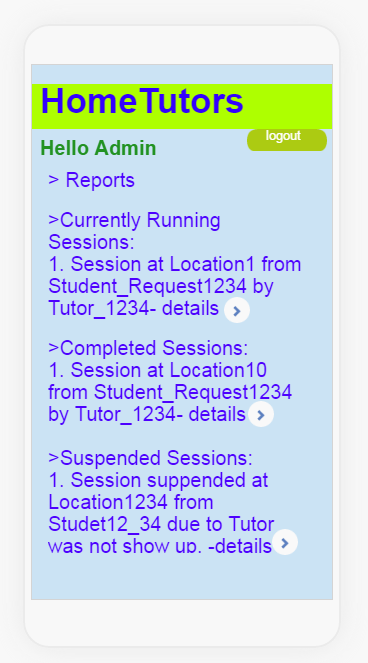 HomeTutors
logout
Hello Admin
> Reports
>Currently Running
Sessions:
1. Session at Location1 from
Student_Request1234 by
Tutor_1234- details
>Completed Sessions:
1. Session at Location10
from Student_Request1234
by Tutor_1234- details
>Suspended Sessions:
1. Session suppended at
Location1234 from
Studet12_34 due to Tutor
was not show up. -details